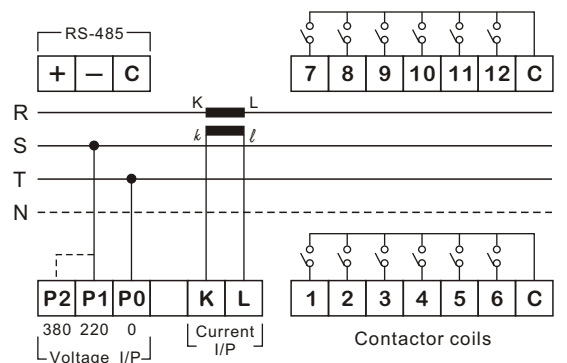 RS-485
+ − C
7 8 9 10 11 12 C
K L
R
k ℓ
S
T
N
P2 P1 P0 K L
1 2 3 4 5 6 C
380 220 0
Current
I/P
Contactor coils
Voltage I/P